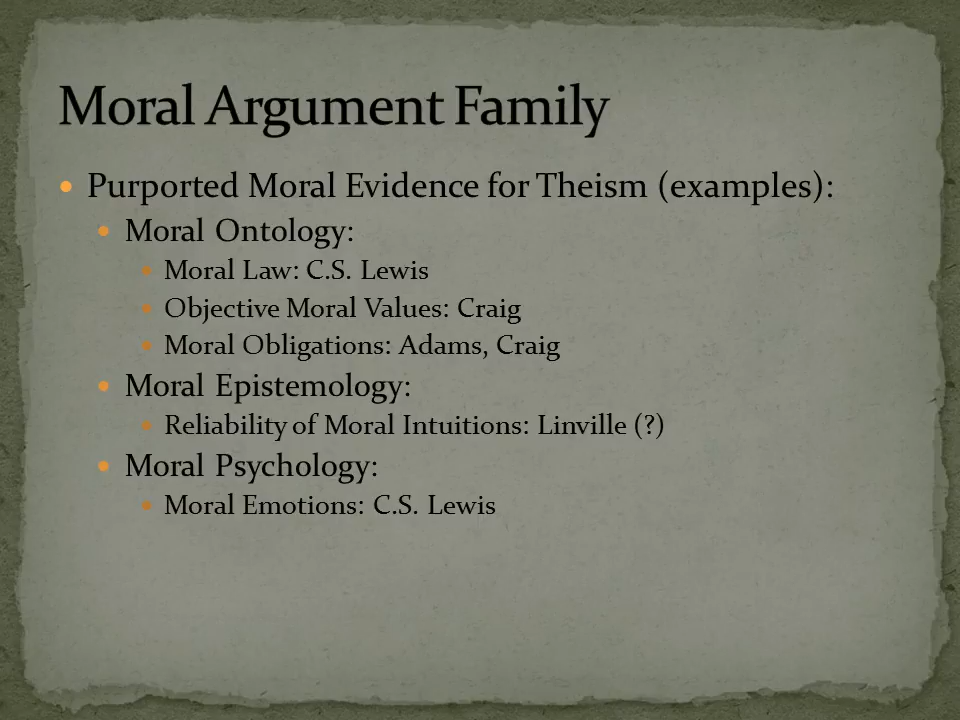 Moral Argument Family
• Purported Moral Evidence for Theism (examples):
• Moral Ontology:
• Moral Law: C.S. Lewis
• Objective Moral Values: Craig
• Moral Obligations: Adams, Craig
• Moral Epistemology:
• Reliability of Moral Intuitions: Linville (?)
• Moral Psychology:
• Moral Emotions: C.S. Lewis